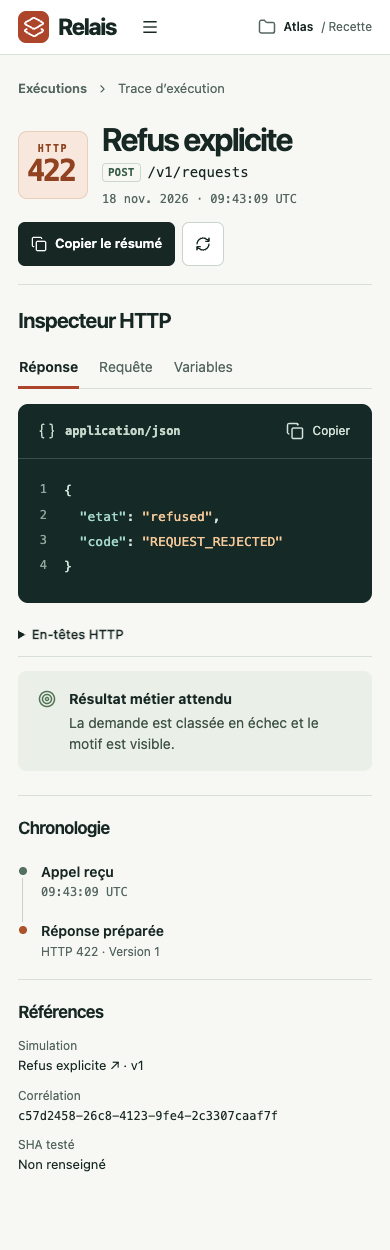 Relais
Atlas / Recette
Exécutions > Trace d'exécution
HTTP
422
Refus explicite
POST /v1/requests
18 nov. 2026 · 09:43:09 UTC
Copier le résumé
Inspecteur HTTP
Réponse Requête Variables
{} application/json Copier
1 {
2 "etat": "refused",
3 "code": "REQUEST_REJECTED"
4 }
En-têtes HTTP
Résultat métier attendu
La demande est classée en échec et le
motif est visible.
Chronologie
Appel reçu
09:43:09 UTC
Réponse préparée
HTTP 422 · Version 1
Références
Simulation
Refus explicite ↗ · v1
Corrélation
c57d2458-26c8-4123-9fe4-2c3307caaf7f
SHA testé
Non renseigné